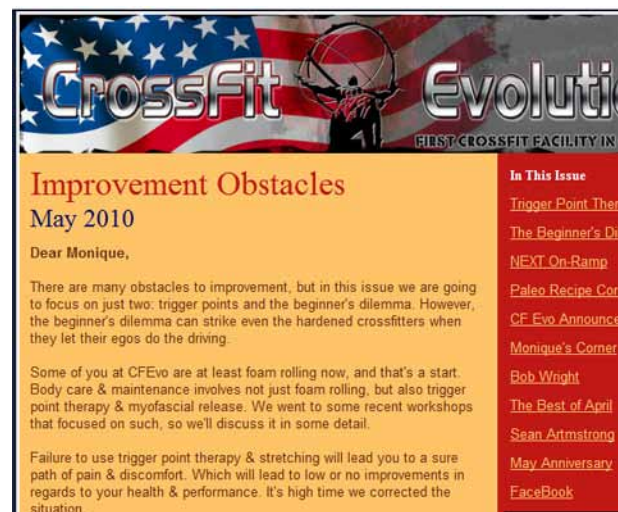 CrossFit Evoluti
FIRST CROSSFIT FACILITY IN
Improvement Obstacles
May 2010
Dear Monique,
There are many obstacles to improvement, but in this issue we are going
to focus on just two: trigger points and the beginner's dilemma. However,
the beginner's dilemma can strike even the hardened crossfitters when
they let their egos do the driving.
Some of you at CFEvo are at least foam rolling now, and that's a start.
Body care & maintenance involves not just foam rolling, but also trigger
point therapy & myofascial release. We went to some recent workshops
that focused on such, so we'll discuss it in some detail.
Failure to use trigger point therapy & stretching will lead you to a sure
path of pain & discomfort. Which will lead to low or no improvements in
regards to your health & performance. It's high time we corrected the
situation.
In This Issue
Trigger Point Ther
The Beginner's Di
NEXT On-Ramp
Paleo Recipe Cor
CF Evo Announce
Monique's Corner
Bob Wright
The Best of April
Sean Artmstrong
May Anniversary
FaceBook